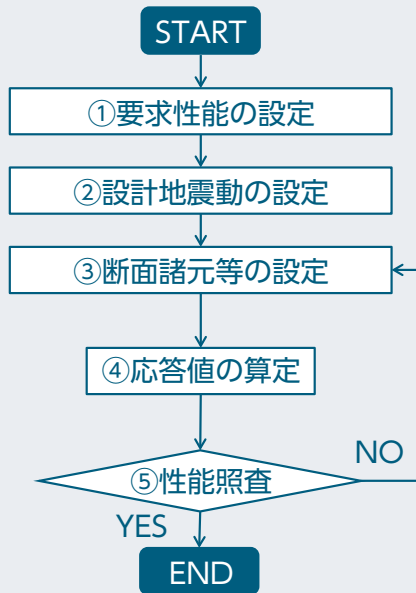 START
①要求性能の設定
②設計地震動の設定
③断面諸元等の設定
④応答値の算定
⑤性能照査
NO
YES
END